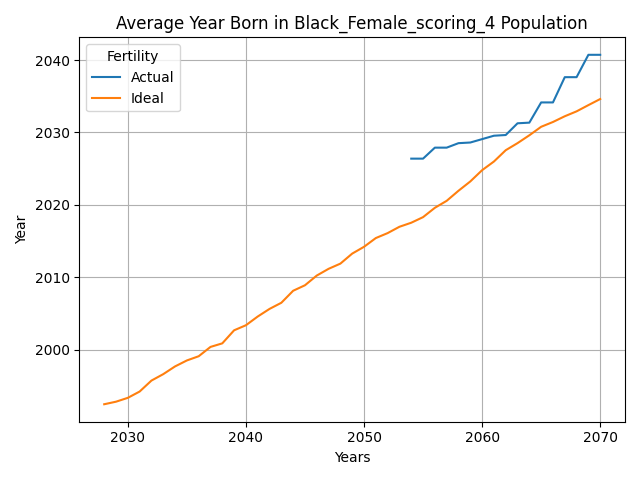 Average Year Born in Black_Female_scoring_4 Population
Fertility
Actual
Ideal
2040
2030
2020
2010
2000
Year
2030 2040 2050 2060 2070
Years